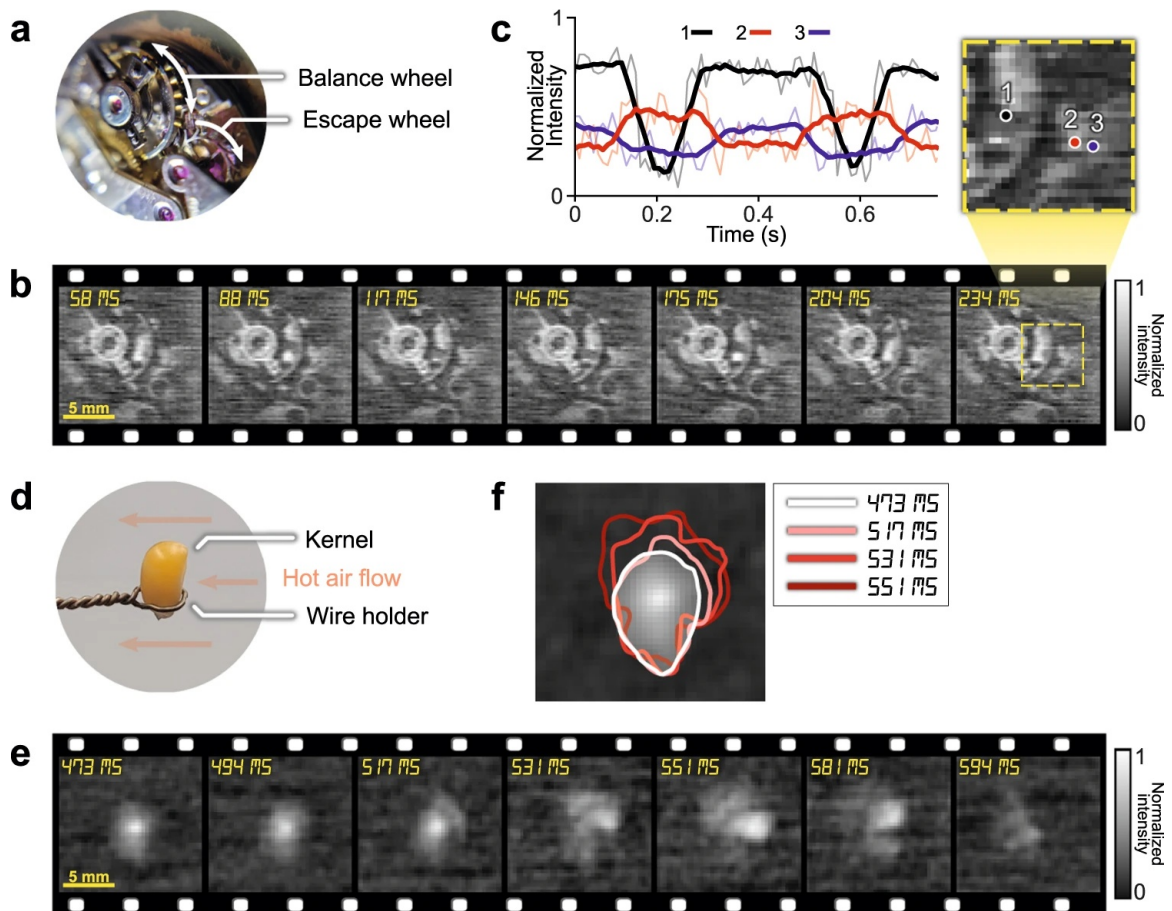 a
Balance wheel
Escape wheel
c
1
Normalized
Intensity
0
1 2 3
0 0.2 0.4 0.6
Time (s)
1
2 3
b
58 MS 88 MS 117 MS 146 MS 175 MS 204 MS 234 MS
5 mm
1
Normalized
intensity
0
d
Kernel
Hot air flow
Wire holder
f
473 MS
517 MS
531 MS
551 MS
e
473 MS 494 MS 517 MS 531 MS 551 MS 581 MS 594 MS
5 mm
1
Normalized
intensity
0